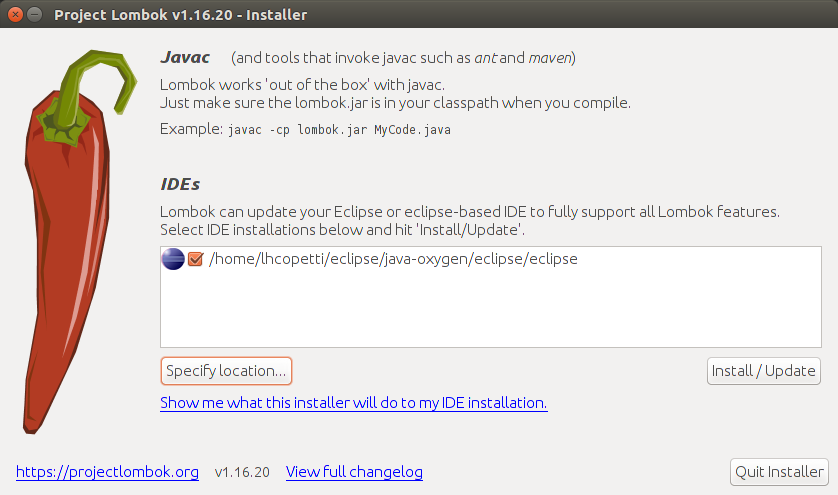 Project Lombok v1.16.20 - Installer
Javac (and tools that invoke javac such as ant and maven)
Lombok works 'out of the box' with javac.
Just make sure the lombok.jar is in your classpath when you compile.
Example: javac -cp lombok.jar MyCode.java
IDEs
Lombok can update your Eclipse or eclipse-based IDE to fully support all Lombok features.
Select IDE installations below and hit 'Install/Update'.
/home/lhcopetti/eclipse/java-oxygen/eclipse/eclipse
Specify location... Install / Update
Show me what this installer will do to my IDE installation.
https://projectlombok.org v1.16.20 View full changelog Quit Installer